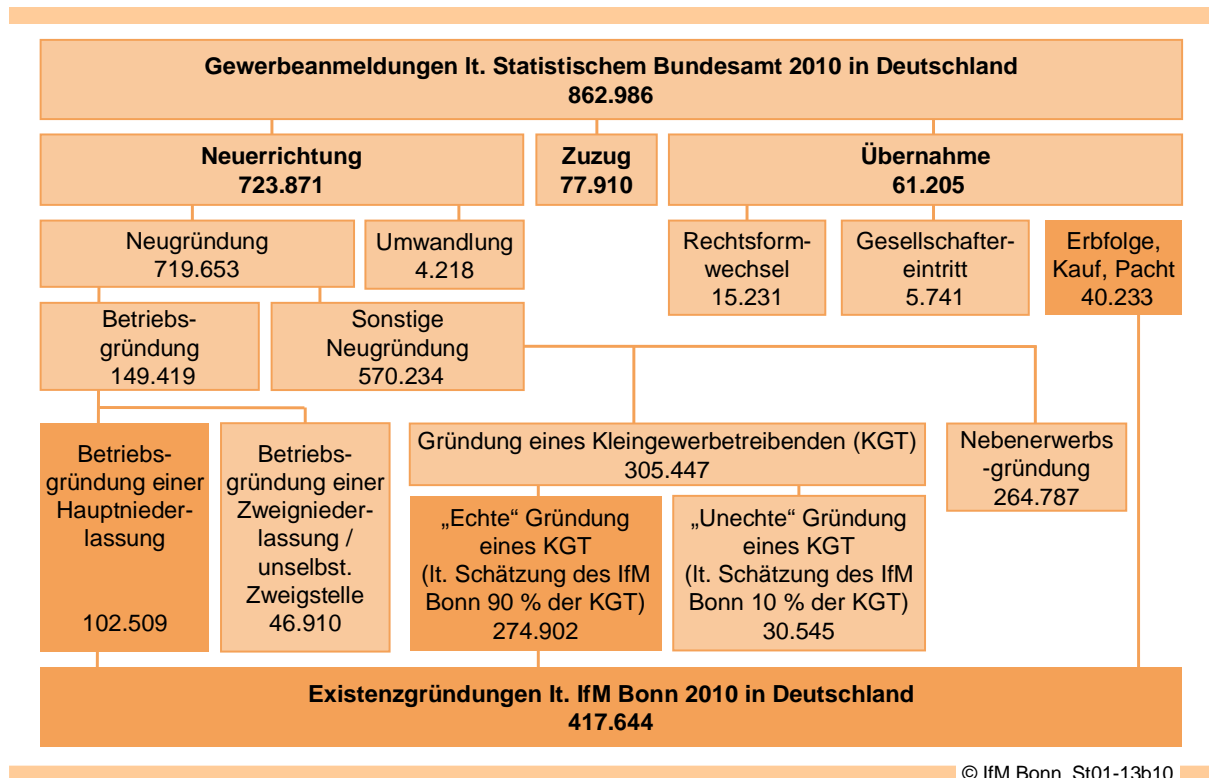 Gewerbeanmeldungen lt. Statistischem Bundesamt 2010 in Deutschland
862.986
Neuerrichtung
723.871
Zuzug
77.910
Übernahme
61.205
Neugründung
719.653
Umwandlung
4.218
Rechtsform-
wechsel
15.231
Gesellschafter-
eintritt
5.741
Erbfolge,
Kauf, Pacht
40.233
Betriebs-
gründung
149.419
Sonstige
Neugründung
570.234
Betriebs-
gründung einer
Hauptnieder-
lassung
102.509
Betriebs-
gründung einer
Zweignieder-
lassung /
unselbst.
Zweigstelle
46.910
Gründung eines Kleingewerbetreibenden (KGT)
305.447
Nebenerwerbs
-gründung
264.787
„Echte“ Gründung
eines KGT
(lt. Schätzung des IfM
Bonn 90 % der KGT)
274.902
„Unechte“ Gründung
eines KGT
(lt. Schätzung des IfM
Bonn 10 % der KGT)
30.545
Existenzgründungen lt. IfM Bonn 2010 in Deutschland
417.644
© IfM Bonn St01-13b10